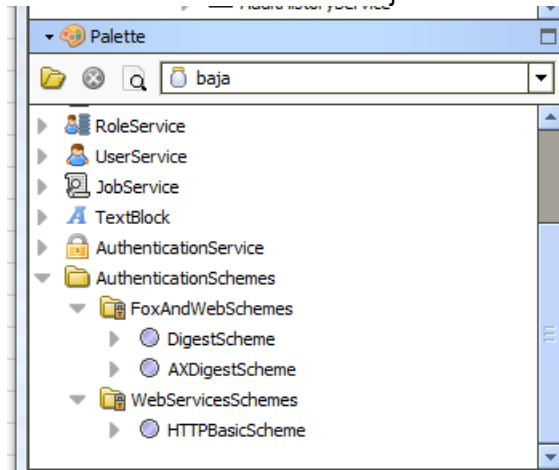 Palette
baja
RoleService
UserService
JobService
TextBlock
AuthenticationService
AuthenticationSchemes
FoxAndWebSchemes
DigestScheme
AXDigestScheme
WebServicesSchemes
HTTPBasicScheme